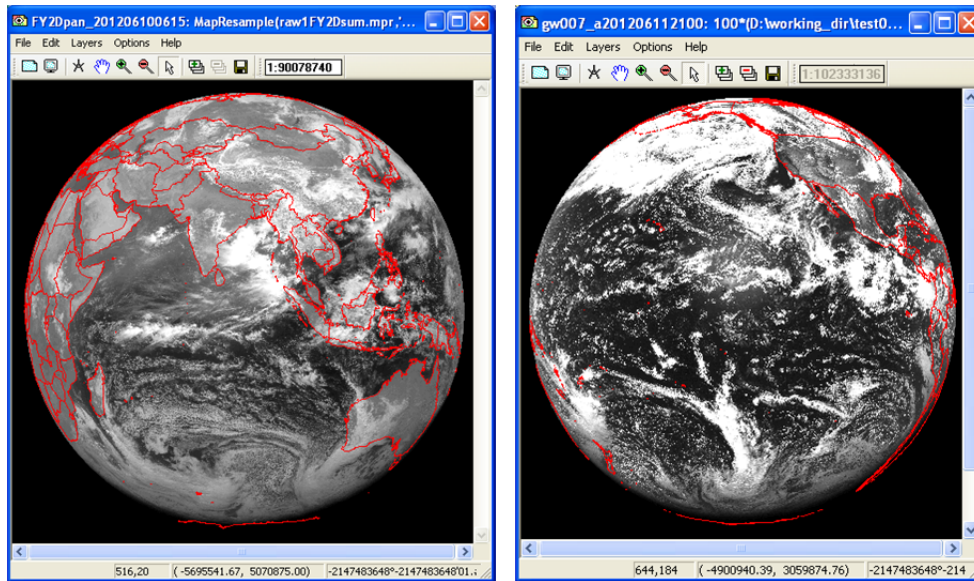 FY2Dpan_201206100615: MapResample(raw1FY2Dsum.mpr,'...
File Edit Layers Options Help
1:90078740
516,20 ( -5695541.67, 5070875.00) -2147483648°-2147483648'01.:
gw007_a201206112100: 100*(D:\working_dir\test0...
File Edit Layers Options Help
1:102333136
644,184 ( -4900940.39, 3059874.76) -2147483648°-214